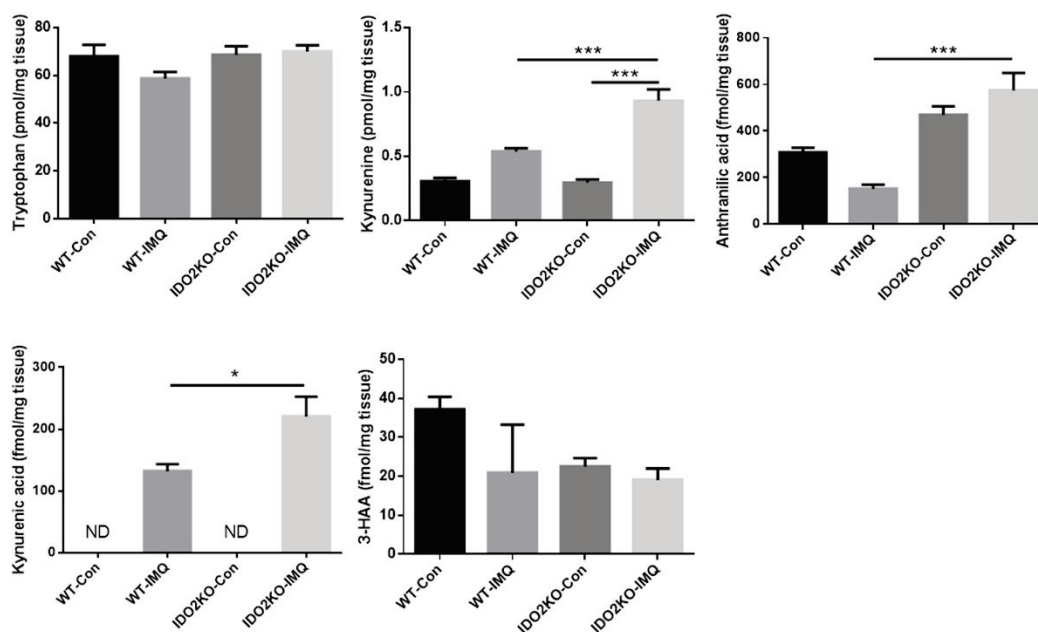 Tryptophan (pmol/mg tissue)
80
60
40
20
0
WT-Con
WT-IMQ
IDO2KO-Con
IDO2KO-IMQ
Kynurenine (pmol/mg tissue)
1.5
1.0
0.5
0.0
***
***
WT-Con
WT-IMQ
IDO2KO-Con
IDO2KO-IMQ
Anthranilic acid (fmol/mg tissue)
800
600
400
200
0
***
WT-Con
WT-IMQ
IDO2KO-Con
IDO2KO-IMQ
Kynurenic acid (fmol/mg tissue)
300
200
100
0
*
ND
ND
WT-Con
WT-IMQ
IDO2KO-Con
IDO2KO-IMQ
3-HAA (fmol/mg tissue)
50
40
30
20
10
0
WT-Con
WT-IMQ
IDO2KO-Con
IDO2KO-IMQ